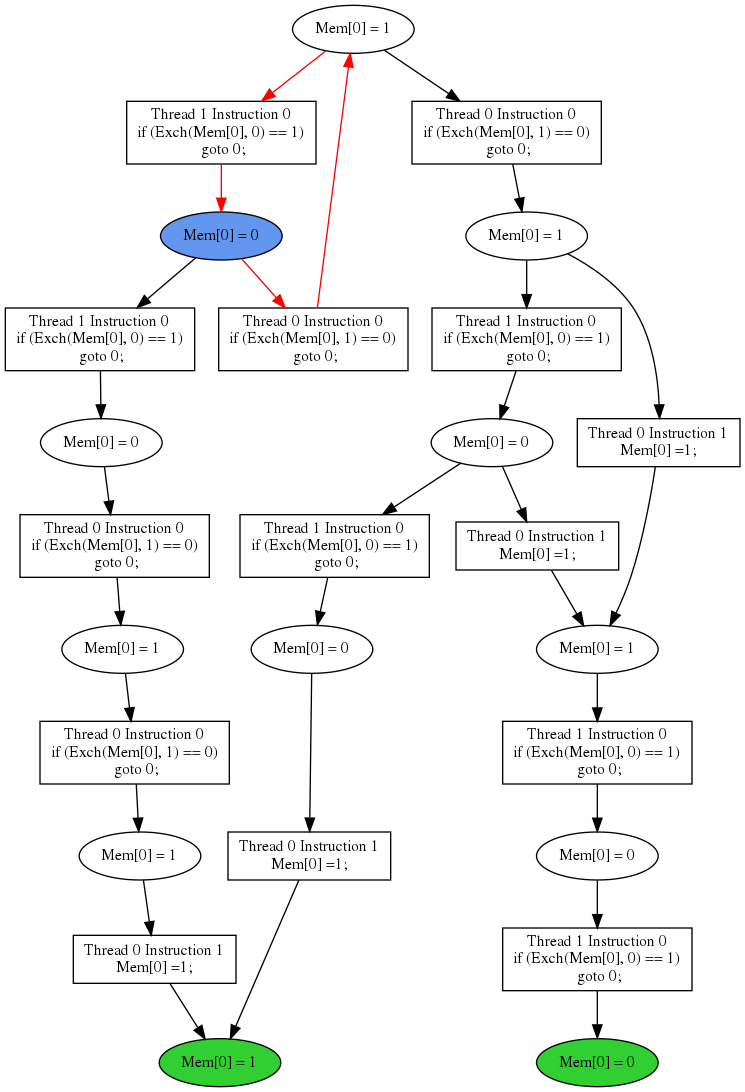 Mem[0] = 1
Thread 1 Instruction 0
if (Exch(Mem[0], 0) == 1)
goto 0;
Thread 0 Instruction 0
if (Exch(Mem[0], 1) == 0)
goto 0;
Mem[0] = 0
Mem[0] = 1
Thread 1 Instruction 0
if (Exch(Mem[0], 0) == 1)
goto 0;
Thread 0 Instruction 0
if (Exch(Mem[0], 1) == 0)
goto 0;
Thread 1 Instruction 0
if (Exch(Mem[0], 0) == 1)
goto 0;
Mem[0] = 0
Mem[0] = 0
Thread 0 Instruction 1
Mem[0] =1;
Thread 0 Instruction 0
if (Exch(Mem[0], 1) == 0)
goto 0;
Thread 1 Instruction 0
if (Exch(Mem[0], 0) == 1)
goto 0;
Thread 0 Instruction 1
Mem[0] =1;
Mem[0] = 1
Mem[0] = 0
Mem[0] = 1
Thread 0 Instruction 0
if (Exch(Mem[0], 1) == 0)
goto 0;
Thread 1 Instruction 0
if (Exch(Mem[0], 0) == 1)
goto 0;
Mem[0] = 1
Thread 0 Instruction 1
Mem[0] =1;
Mem[0] = 0
Thread 0 Instruction 1
Mem[0] =1;
Thread 1 Instruction 0
if (Exch(Mem[0], 0) == 1)
goto 0;
Mem[0] = 1
Mem[0] = 0